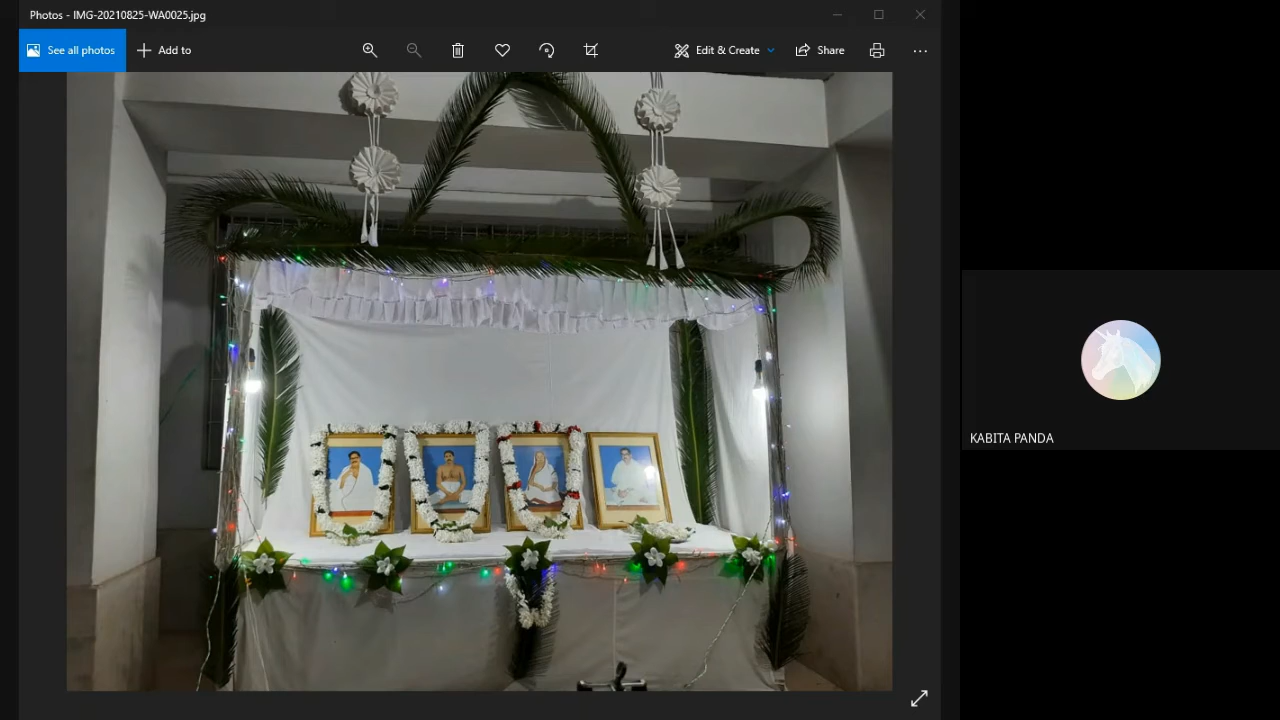 Photos - IMG-20210825-WA0025.jpg
See all photos
Add to
Edit & Create
Share
KABITA PANDA